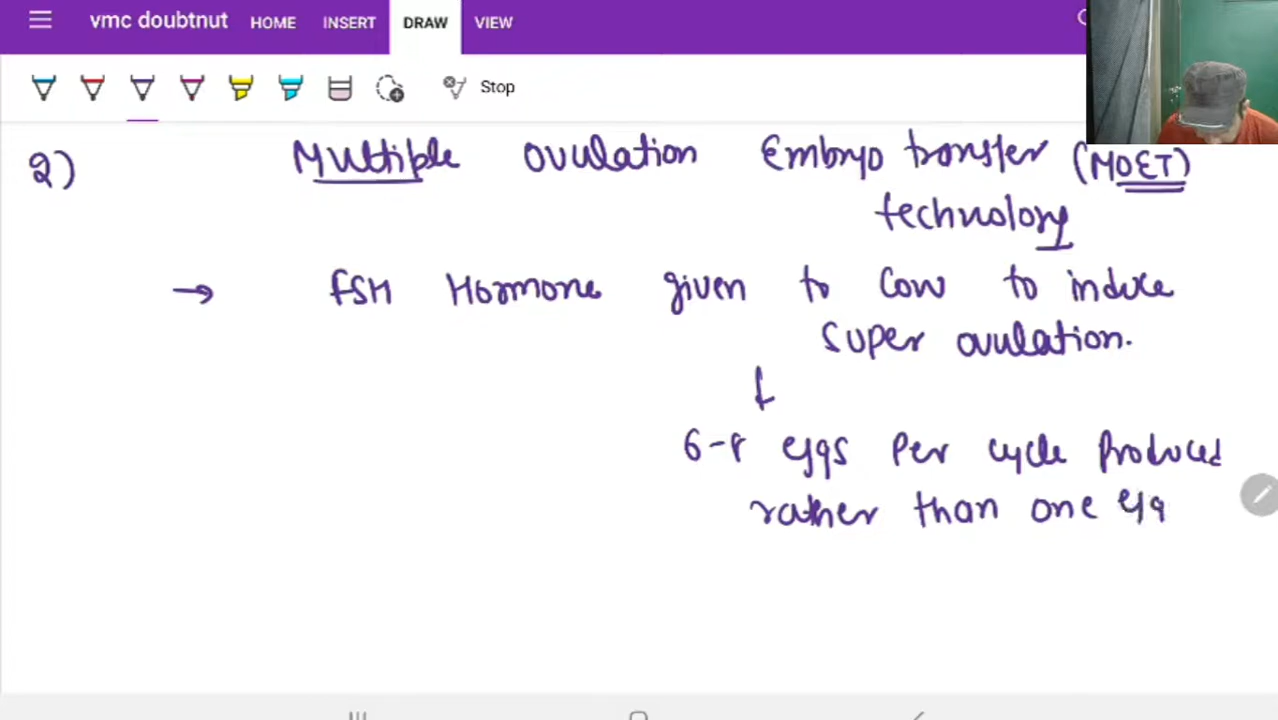 vmc doubtnut HOME INSERT DRAW VIEW
Stop
2) Multiple ovulation Embryo transfer (MOET)
technology
→ FSH Hormone given to Cow to induce
super ovulation.
↓
6-8 eggs per cycle Produced
rather than one egg